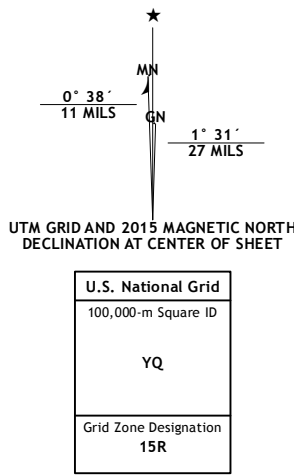 MN
0° 38´
11 MILS
GN
1° 31´
27 MILS
UTM GRID AND 2015 MAGNETIC NORTH
DECLINATION AT CENTER OF SHEET
U.S. National Grid
100,000-m Square ID
YQ
Grid Zone Designation
15R